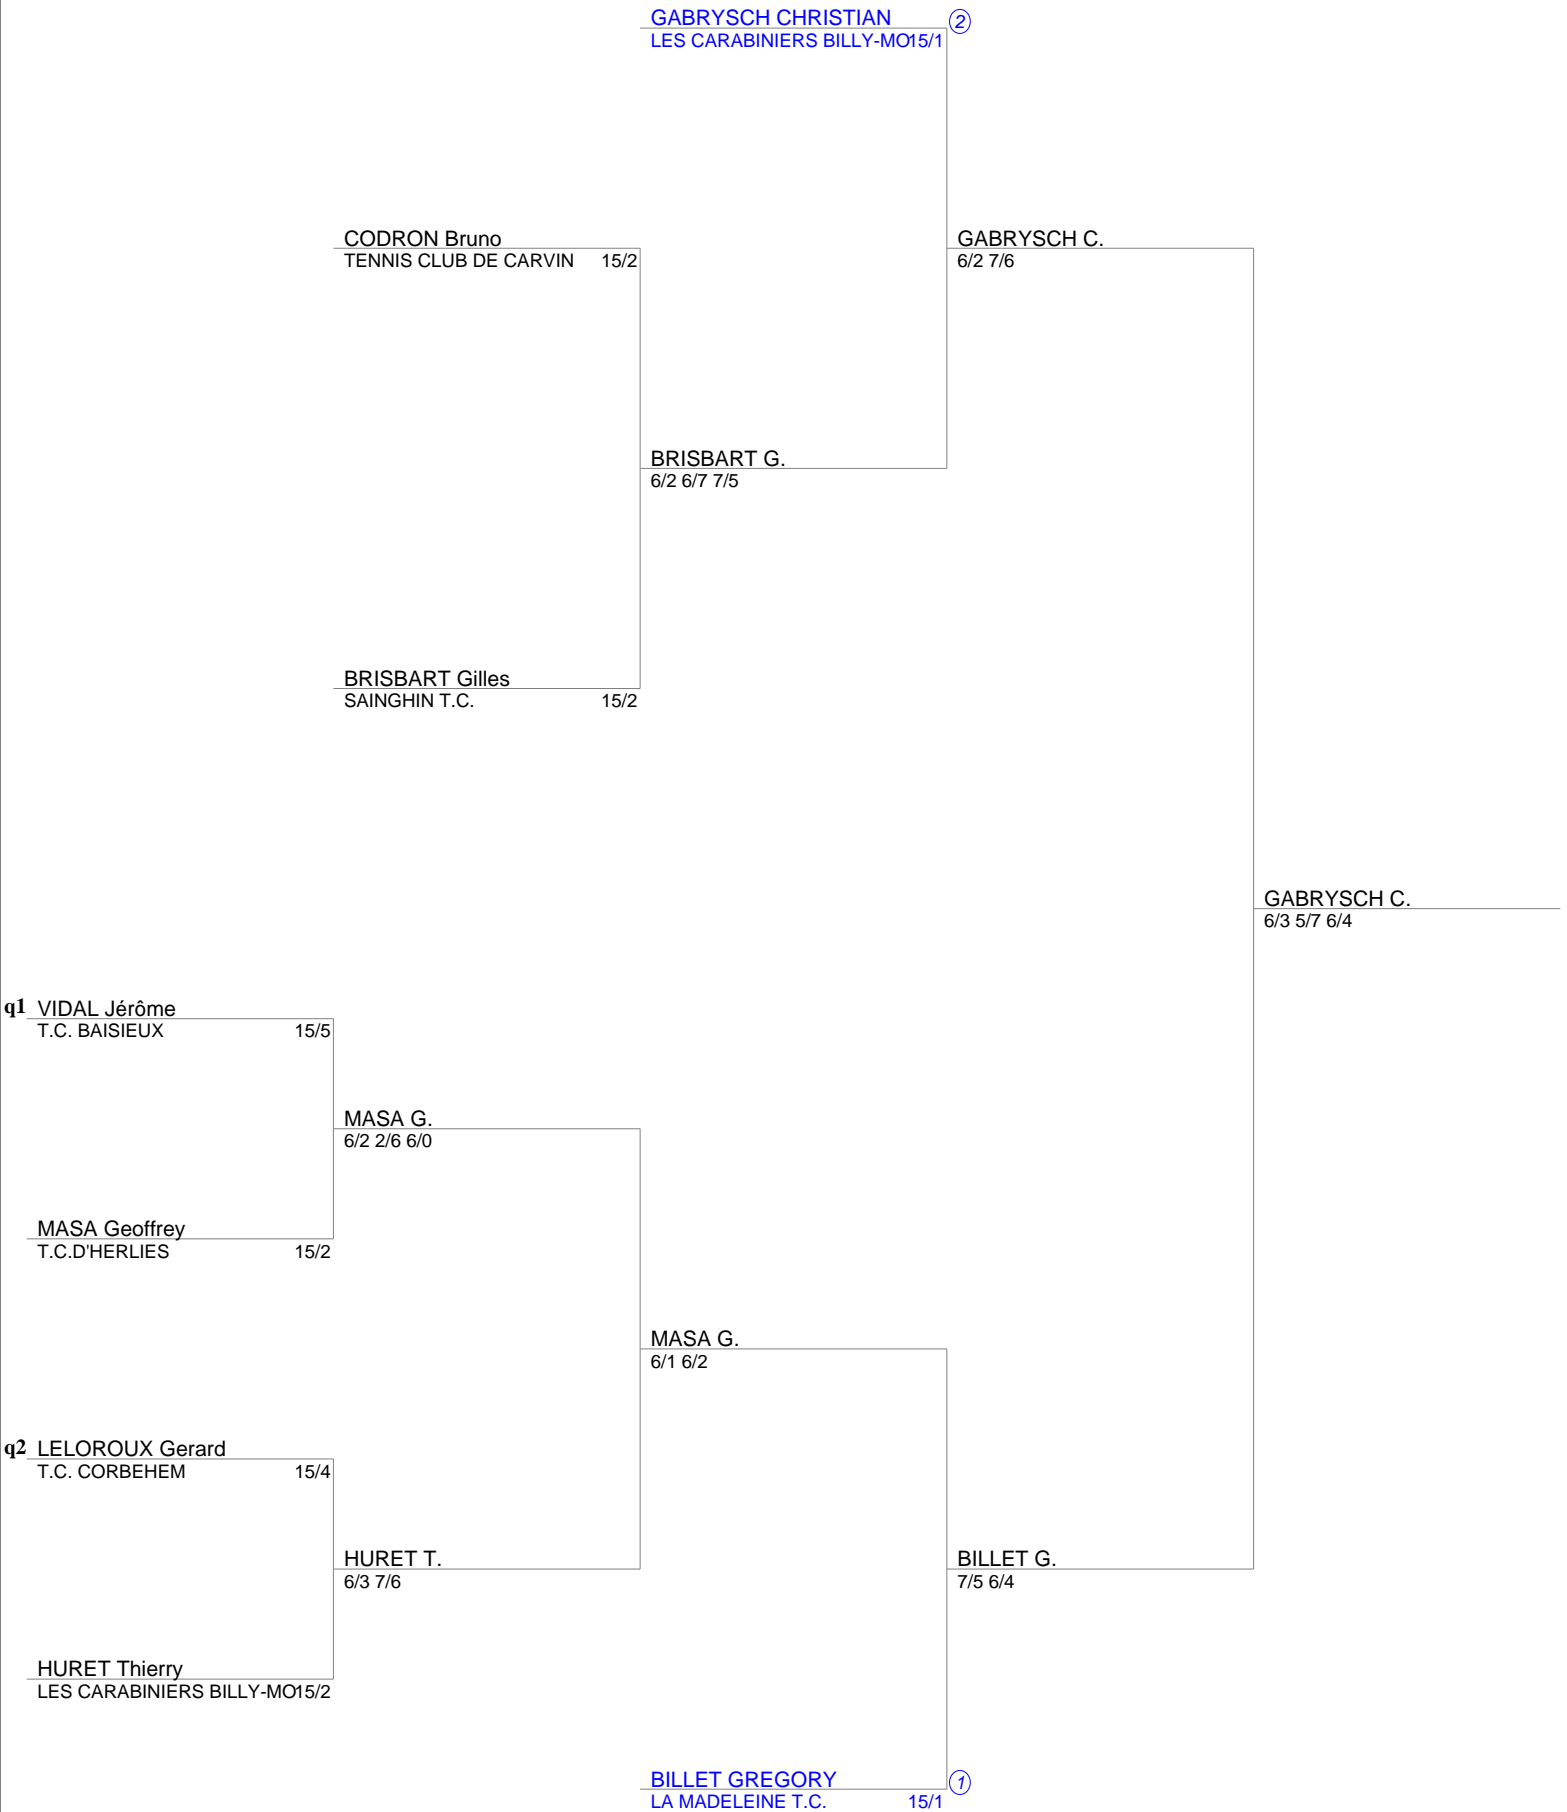 GABRYSCH CHRISTIAN 2
LES CARABINIERS BILLY-MO15/1
CODRON Bruno
TENNIS CLUB DE CARVIN 15/2
GABRYSCH C.
6/2 7/6
BRISBART G.
6/2 6/7 7/5
BRISBART Gilles
SAINGHIN T.C. 15/2
GABRYSCH C.
6/3 5/7 6/4
q1 VIDAL Jérôme
T.C. BAISIEUX 15/5
MASA G.
6/2 2/6 6/0
MASA Geoffrey
T.C.D'HERLIES 15/2
MASA G.
6/1 6/2
q2 LELOROUX Gerard
T.C. CORBEHEM 15/4
HURET T.
6/3 7/6
BILLET G.
7/5 6/4
HURET Thierry
LES CARABINIERS BILLY-MO15/2
BILLET GREGORY 1
LA MADELEINE T.C. 15/1